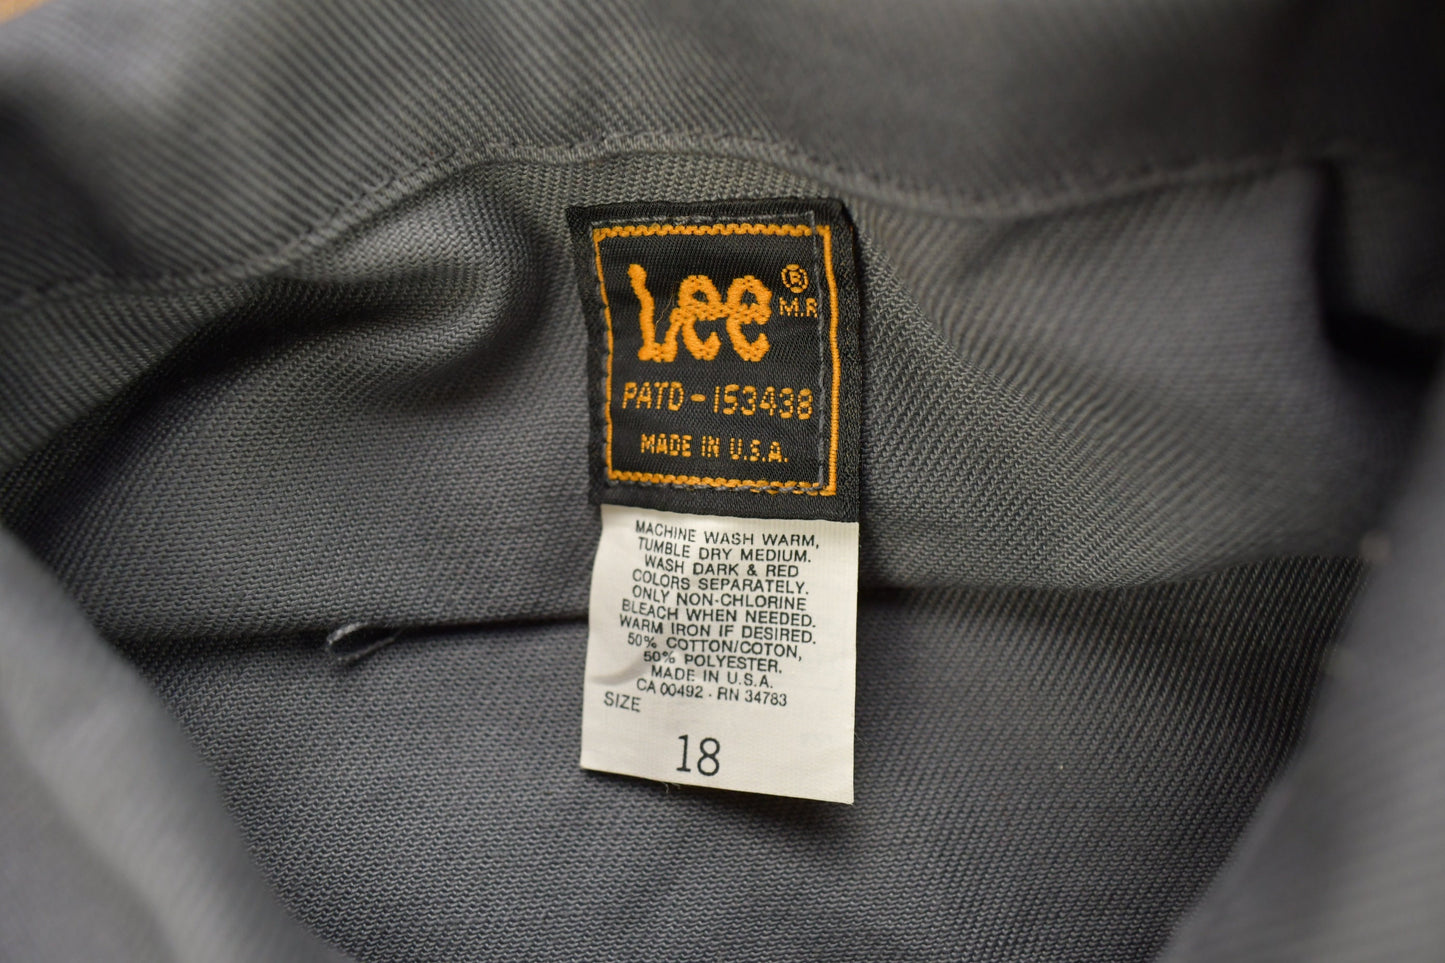 Lee®
M.R
PAT'D-153438
MADE IN U.S.A.
MACHINE WASH WARM,
TUMBLE DRY MEDIUM.
WASH DARK & RED
COLORS SEPARATELY.
ONLY NON-CHLORINE
BLEACH WHEN NEEDED.
WARM IRON IF DESIRED.
50% COTTON/COTON,
50% POLYESTER.
MADE IN U.S.A.
CA 00492 - RN 34783
SIZE
18